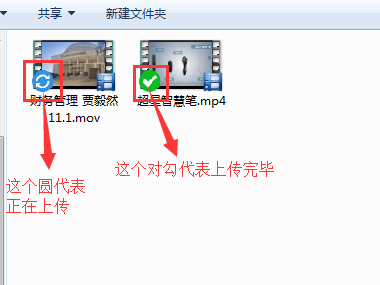 共享
新建文件夹
财务管理 贾毅然
11.1.mov
超星智慧笔.mp4
这个圆代表
正在上传
这个对勾代表上传完毕